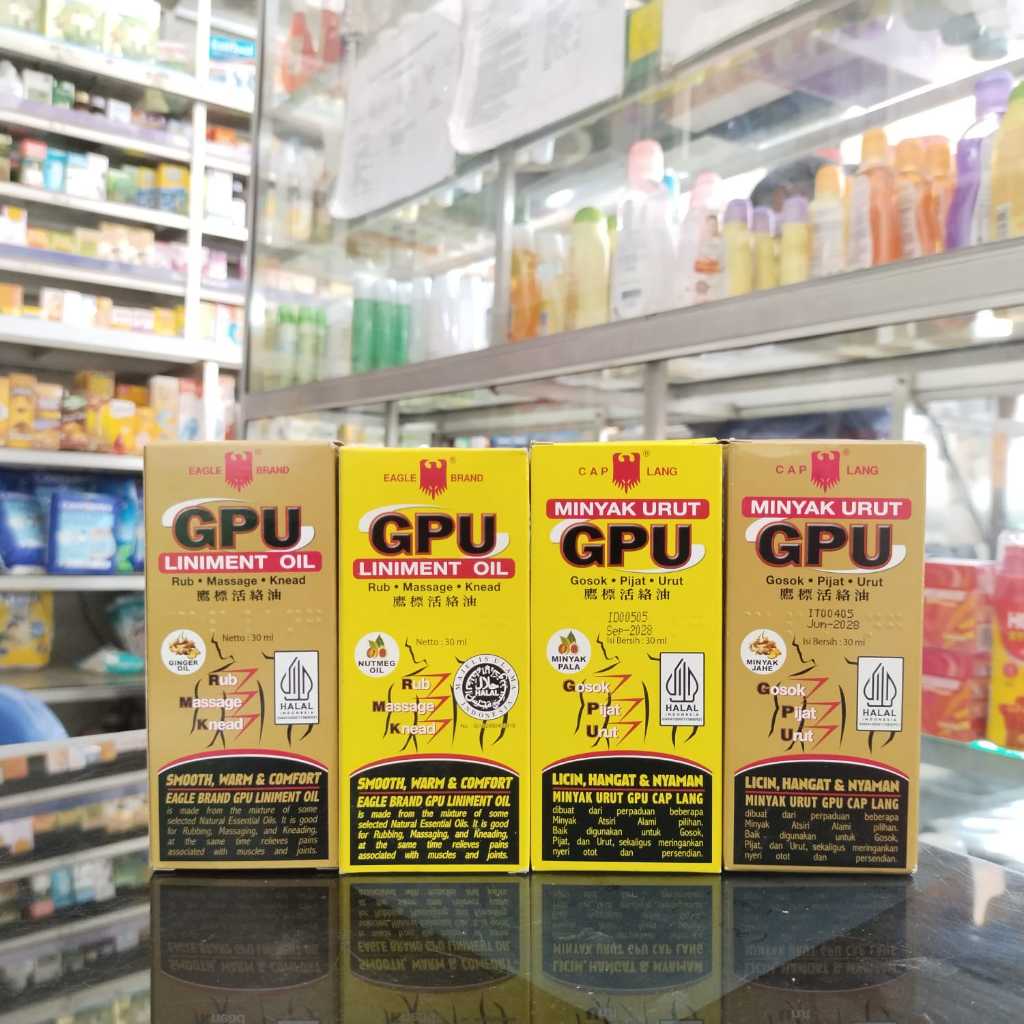 EAGLE BRAND
®
GPU
LINIMENT OIL
Rub • Massage • Knead
鷹標活絡油
GINGER OIL
Netto : 30 ml
Rub
Massage
Knead
HALAL
INDONESIA
SMOOTH, WARM & COMFORT
EAGLE BRAND GPU LINIMENT OIL
is made from the mixture of some
selected Natural Essential Oils. It is good
for Rubbing, Massaging, and Kneading,
at the same time relieves pains
associated with muscles and joints.
EAGLE BRAND
®
GPU
LINIMENT OIL
Rub • Massage • Knead
鷹標活絡油
NUTMEG OIL
Netto : 30 ml
Rub
Massage
Knead
MAJELIS ULAMA INDONESIA
HALAL
SMOOTH, WARM & COMFORT
EAGLE BRAND GPU LINIMENT OIL
is made from the mixture of some
selected Natural Essential Oils. It is good
for Rubbing, Massaging, and Kneading,
at the same time relieves pains
associated with muscles and joints.
CAP LANG
®
MINYAK URUT
GPU
Gosok • Pijat • Urut
鷹標活絡油
ID00505
Sep-2028
Isi Bersih : 30 ml
MINYAK PALA
Gosok
Pijat
Urut
HALAL
INDONESIA
LICIN, HANGAT & NYAMAN
MINYAK URUT GPU CAP LANG
dibuat dari perpaduan beberapa
Minyak Atsiri Alami pilihan.
Baik digunakan untuk Gosok,
Pijat, dan Urut, sekaligus meringankan
nyeri otot dan persendian.
CAP LANG
®
MINYAK URUT
GPU
Gosok • Pijat • Urut
鷹標活絡油
IT00405
Jun-2028
Isi Bersih : 30 ml
MINYAK JAHE
Gosok
Pijat
Urut
HALAL
INDONESIA
LICIN, HANGAT & NYAMAN
MINYAK URUT GPU CAP LANG
dibuat dari perpaduan beberapa
Minyak Atsiri Alami pilihan.
Baik digunakan untuk Gosok,
Pijat, dan Urut, sekaligus meringankan
nyeri otot dan persendian.